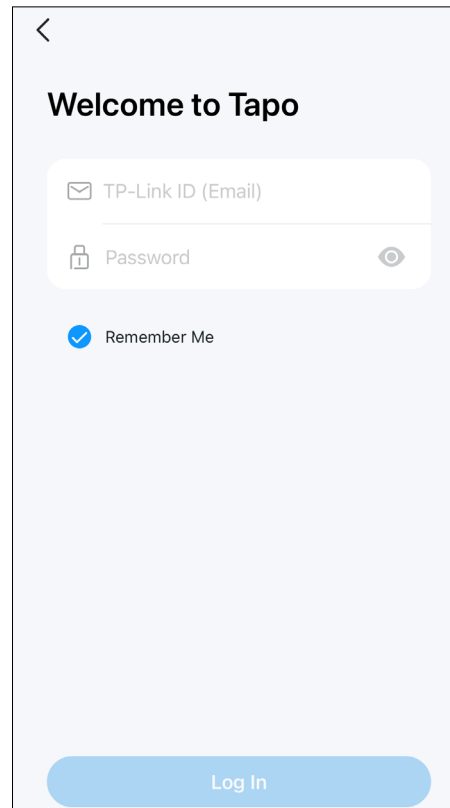 Welcome to Tapo
TP-Link ID (Email)
Password
Remember Me
Log In